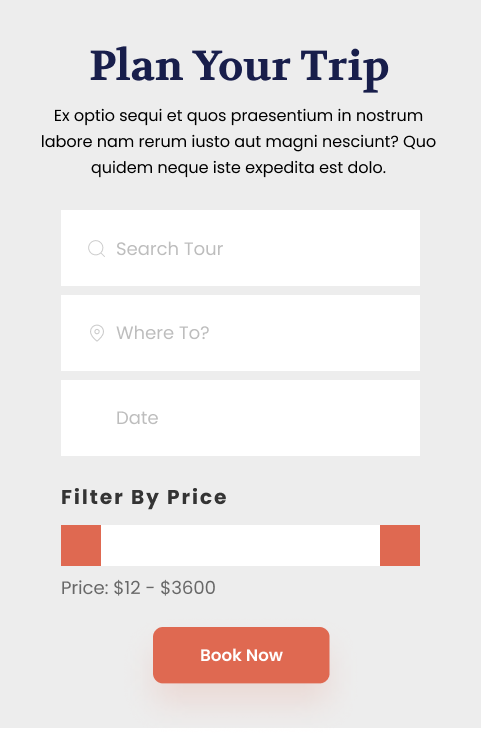 Plan Your Trip
Ex optio sequi et quos praesentium in nostrum
labore nam rerum iusto aut magni nesciunt? Quo
quidem neque iste expedita est dolo.
Search Tour
Where To?
Date
Filter By Price
Price: $12 - $3600
Book Now